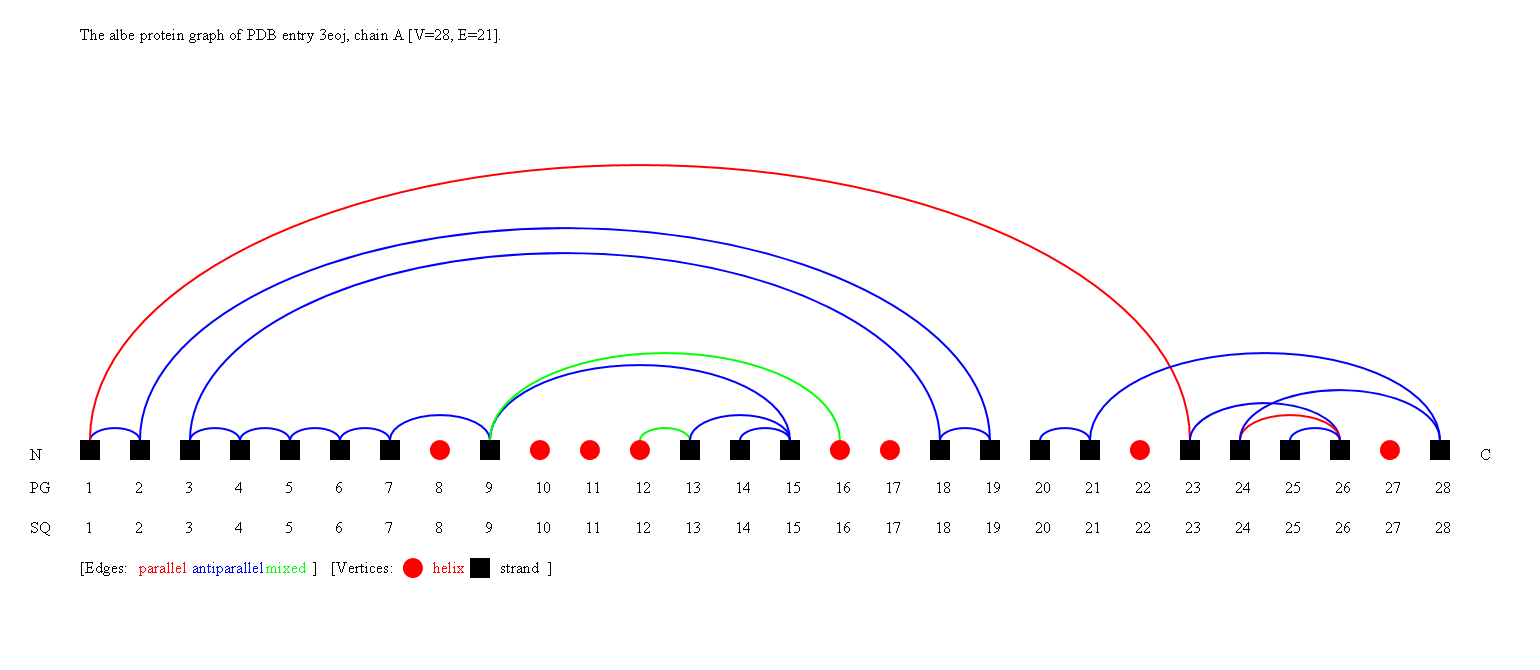 The albe protein graph of PDB entry 3eoj, chain A [V=28, E=21].
N C
PG 1 2 3 4 5 6 7 8 9 10 11 12 13 14 15 16 17 18 19 20 21 22 23 24 25 26 27 28
SQ 1 2 3 4 5 6 7 8 9 10 11 12 13 14 15 16 17 18 19 20 21 22 23 24 25 26 27 28
[Edges: parallel antiparallel mixed ] [Vertices: helix strand ]